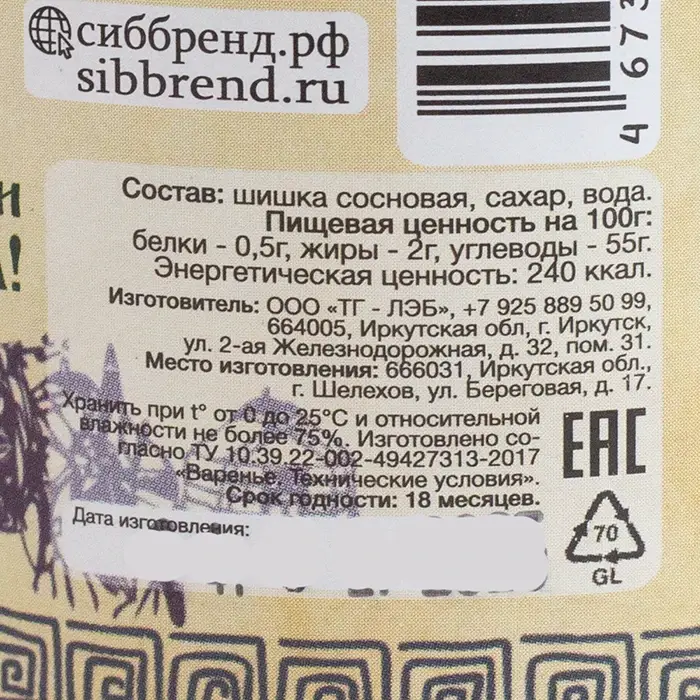 сиббренд.рф
sibbrend.ru
4 673
и
!
Состав: шишка сосновая, сахар, вода.
Пищевая ценность на 100г:
белки - 0,5г, жиры - 2г, углеводы - 55г.
Энергетическая ценность: 240 ккал.
Изготовитель: ООО «ТГ - ЛЭБ», +7 925 889 50 99,
664005, Иркутская обл, г. Иркутск,
ул. 2-ая Железнодорожная, д. 32, пом. 31.
Место изготовления: 666031, Иркутская обл.,
г. Шелехов, ул. Береговая, д. 17.
Хранить при t° от 0 до 25°С и относительной
влажности не более 75%. Изготовлено со-
гласно ТУ 10.39.22-002-49427313-2017
«Варенье. Технические условия».
Срок годности: 18 месяцев.
EAC
70
GL
Дата изготовления: